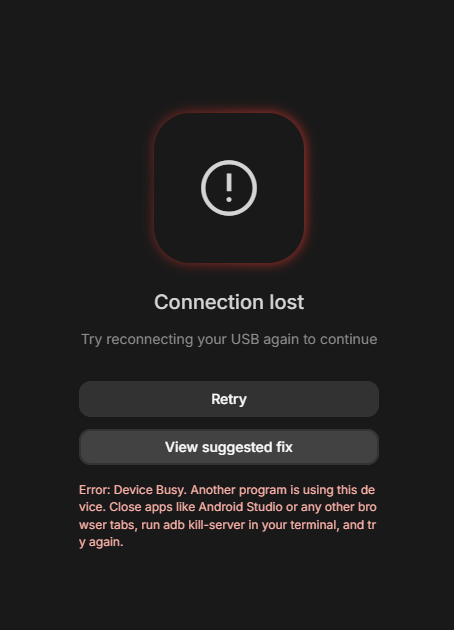 Connection lost
Try reconnecting your USB again to continue
Retry
View suggested fix
Error: Device Busy. Another program is using this de
vice. Close apps like Android Studio or any other bro
wser tabs, run adb kill-server in your terminal, and tr
y again.